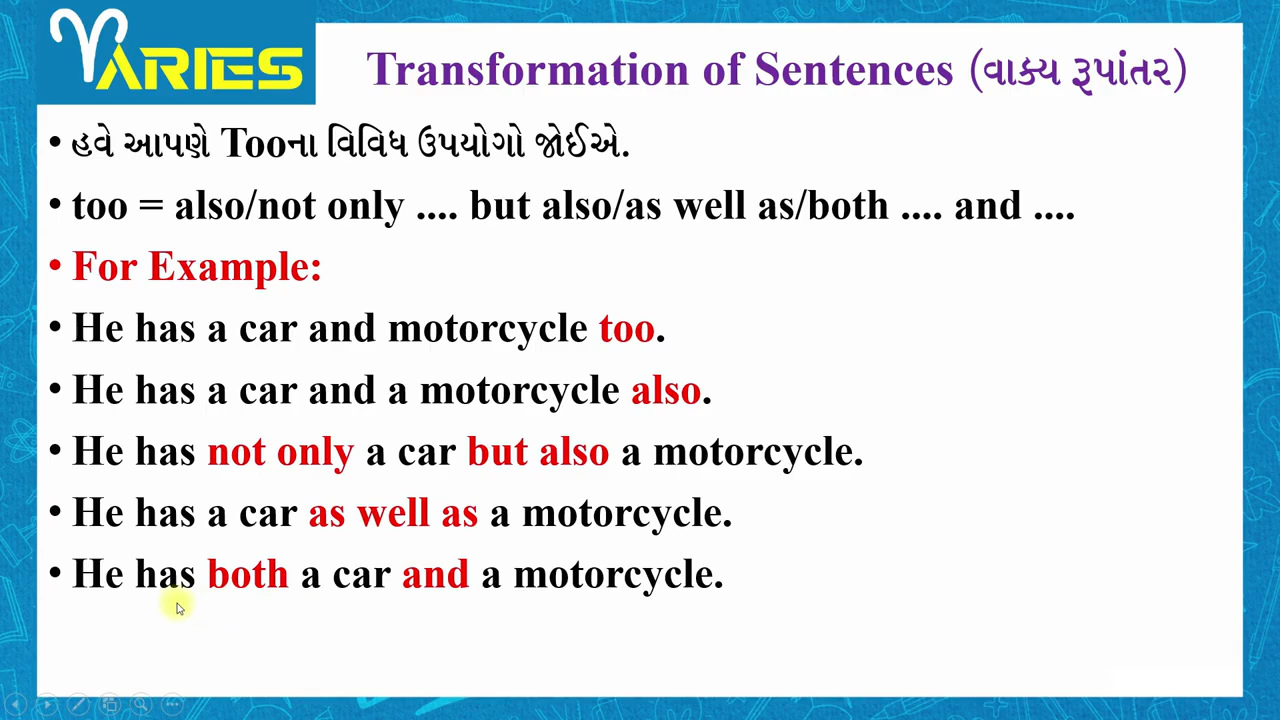 ARIES
Transformation of Sentences (વાક્ય રૂપાંતર)
• હવે આપણે Tooના વિવિધ ઉપયોગો જોઈએ.
• too = also/not only .... but also/as well as/both .... and ....
• For Example:
• He has a car and motorcycle too.
• He has a car and a motorcycle also.
• He has not only a car but also a motorcycle.
• He has a car as well as a motorcycle.
• He has both a car and a motorcycle.